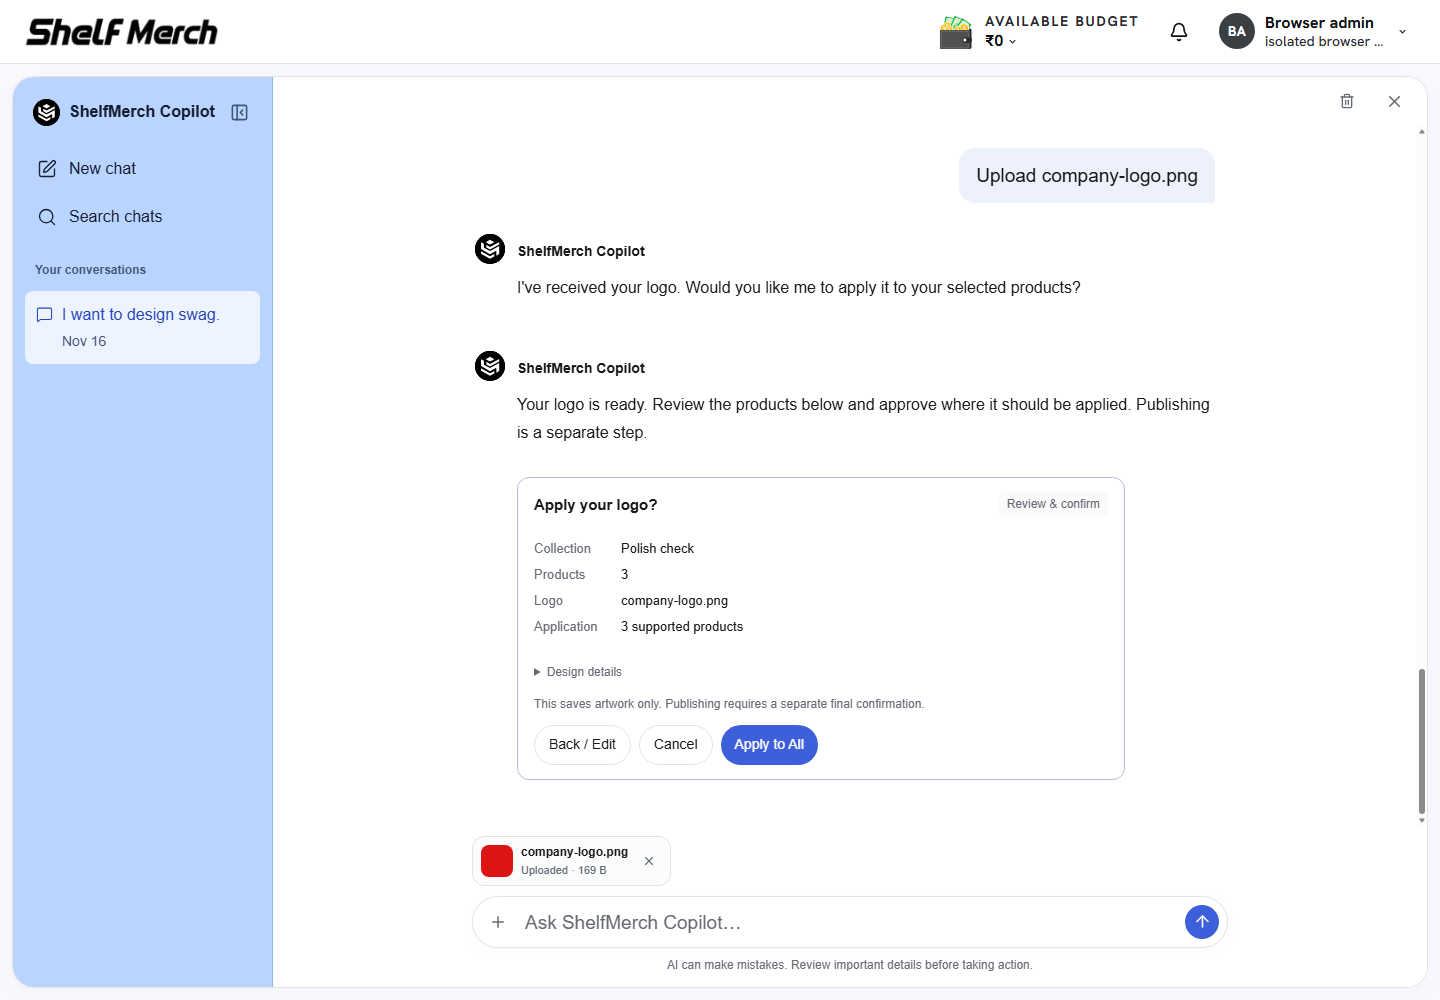 Shelf Merch
AVAILABLE BUDGET
₹0
BA
Browser admin
isolated browser ...
ShelfMerch Copilot
New chat
Search chats
Your conversations
I want to design swag.
Nov 16
Upload company-logo.png
ShelfMerch Copilot
I've received your logo. Would you like me to apply it to your selected products?
ShelfMerch Copilot
Your logo is ready. Review the products below and approve where it should be applied. Publishing
is a separate step.
Apply your logo?
Review & confirm
Collection Polish check
Products 3
Logo company-logo.png
Application 3 supported products
Design details
This saves artwork only. Publishing requires a separate final confirmation.
Back / Edit
Cancel
Apply to All
company-logo.png
Uploaded · 169 B
Ask ShelfMerch Copilot…
AI can make mistakes. Review important details before taking action.